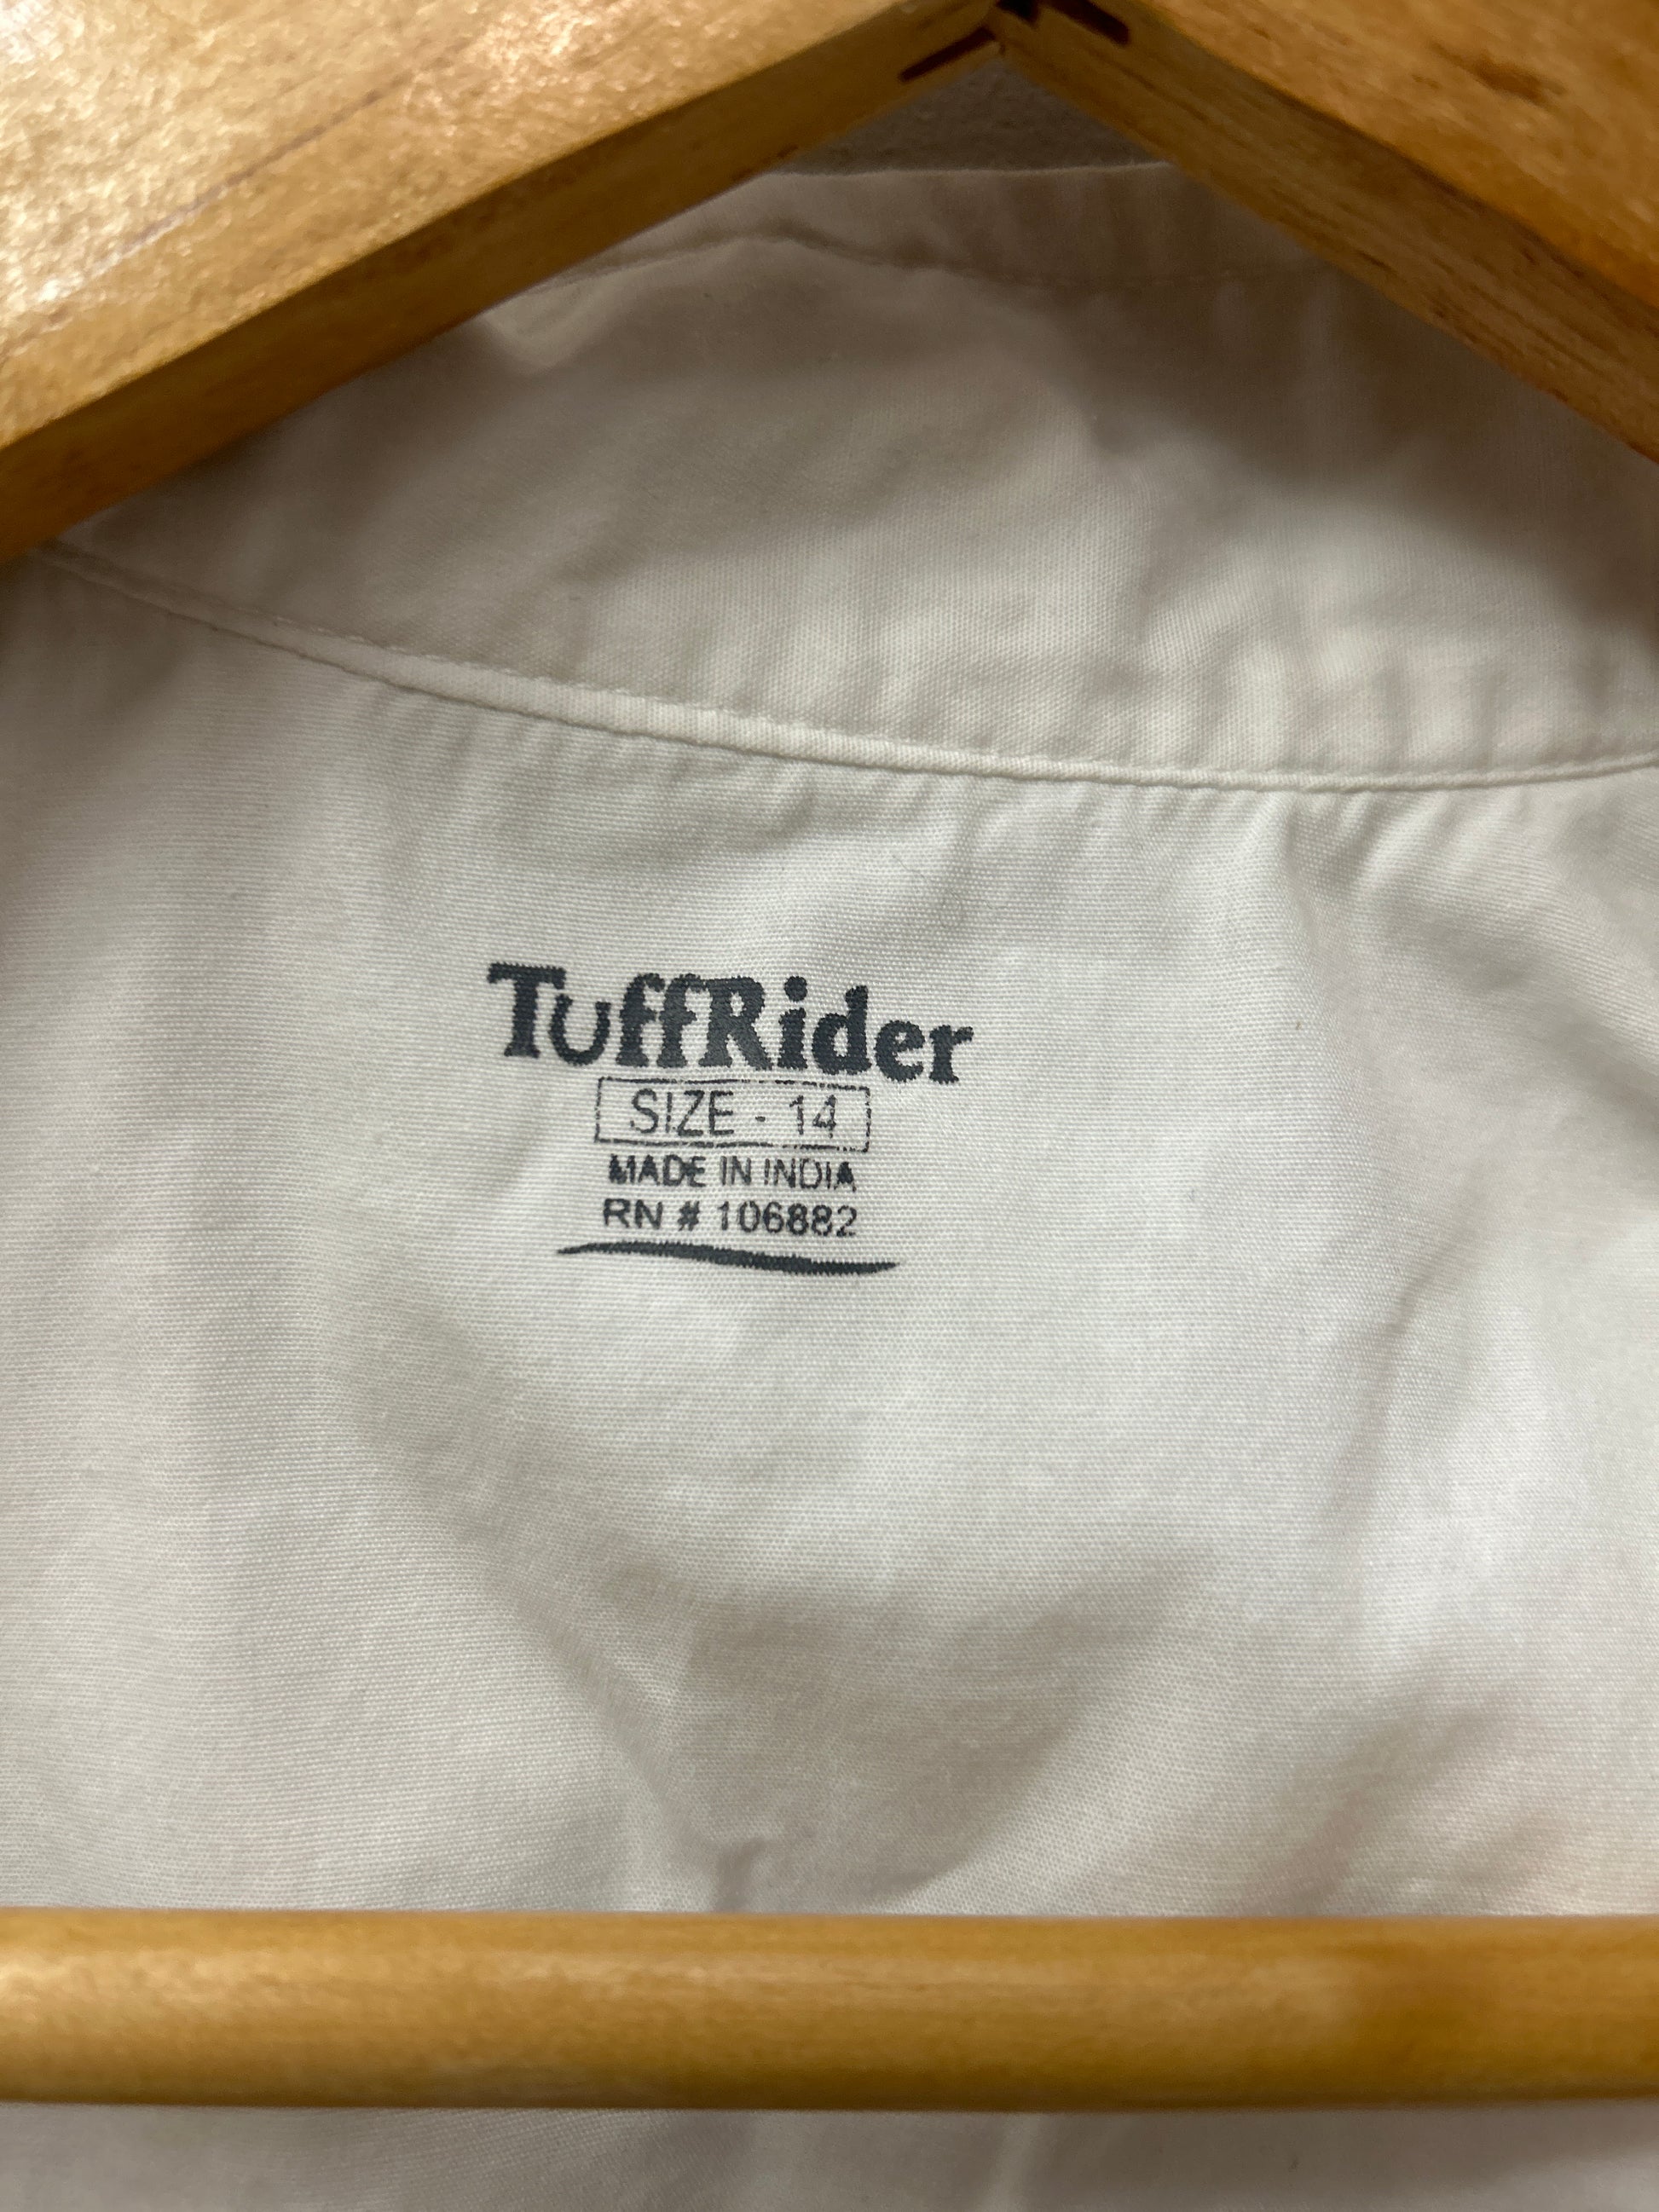 TuffRider
SIZE - 14
MADE IN INDIA
RN # 106882